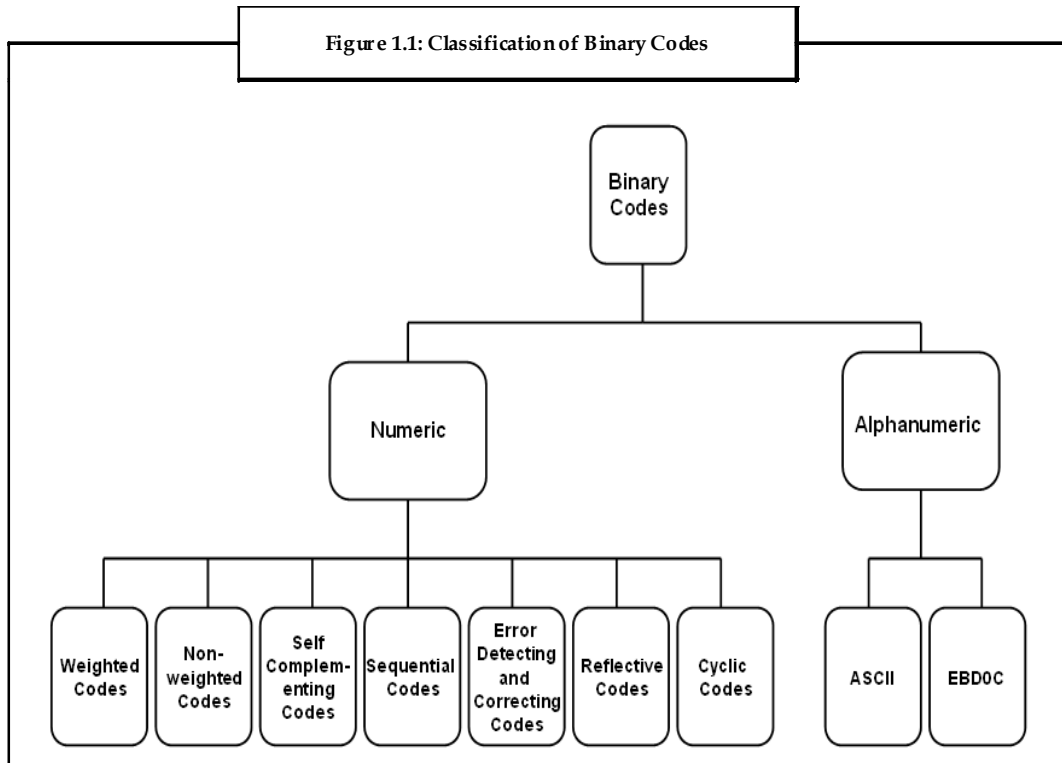 Figure 1.1: Classification of Binary Codes
Binary
Codes
Numeric
Alphanumeric
Weighted
Codes
Non-
weighted
Codes
Self
Complem-
enting
Codes
Sequential
Codes
Error
Detecting
and
Correcting
Codes
Reflective
Codes
Cyclic
Codes
ASCII
EBD0C